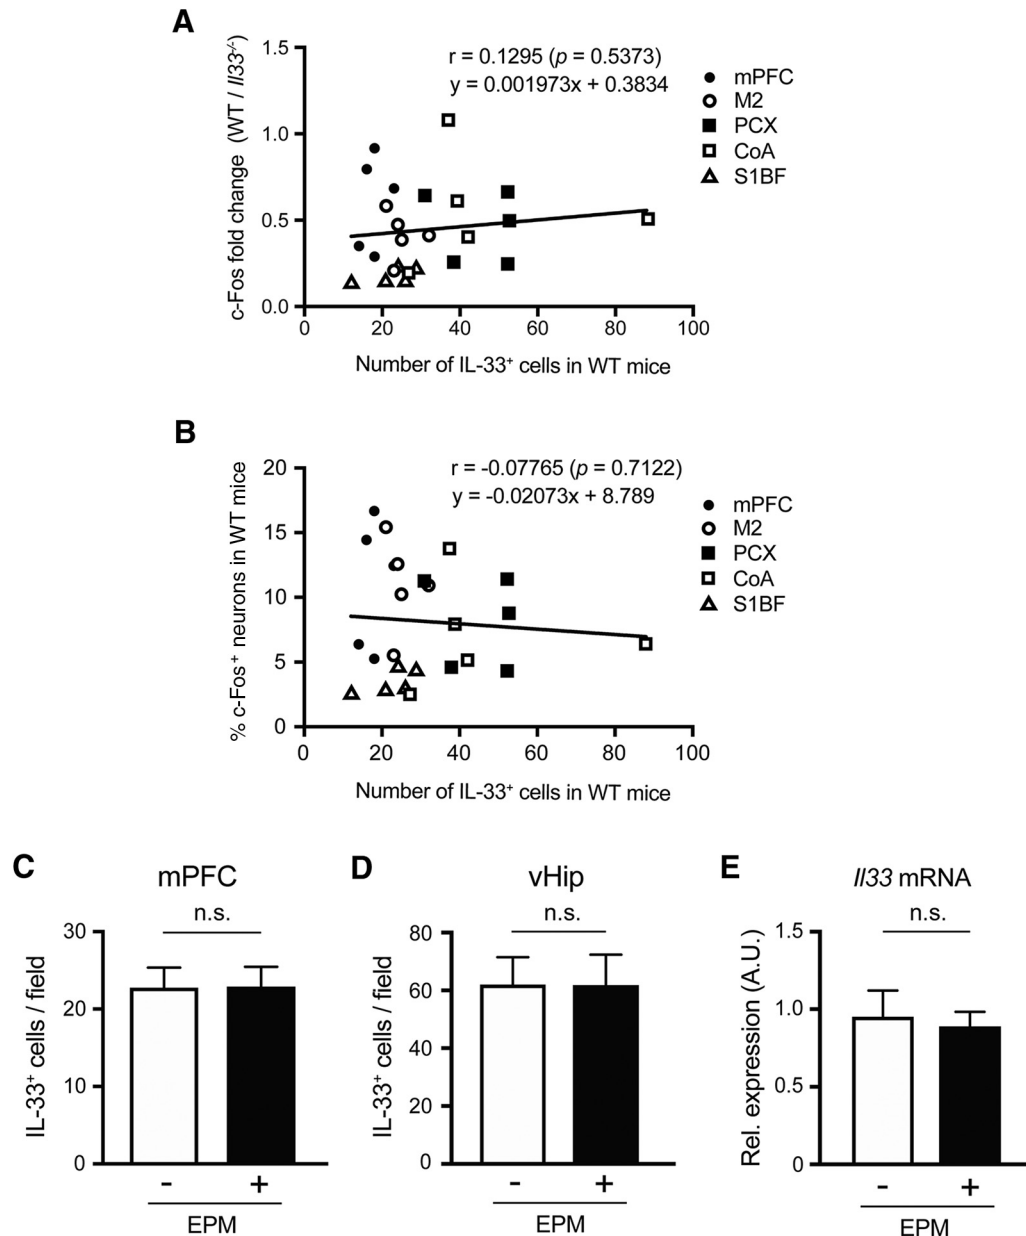 A
c-Fos fold change (WT / Il33-/-)
1.5
1.0
0.5
0.0
r = 0.1295 (p = 0.5373)
y = 0.001973x + 0.3834
mPFC
M2
PCX
CoA
S1BF
0 20 40 60 80 100
Number of IL-33+ cells in WT mice
B
% c-Fos+ neurons in WT mice
20
15
10
5
0
r = -0.07765 (p = 0.7122)
y = -0.02073x + 8.789
mPFC
M2
PCX
CoA
S1BF
0 20 40 60 80 100
Number of IL-33+ cells in WT mice
C
mPFC
n.s.
IL-33+ cells / field
30
20
10
0
- +
EPM
D
vHip
n.s.
IL-33+ cells / field
80
60
40
20
0
- +
EPM
E
Il33 mRNA
n.s.
Rel. expression (A.U.)
1.5
1.0
0.5
0
- +
EPM